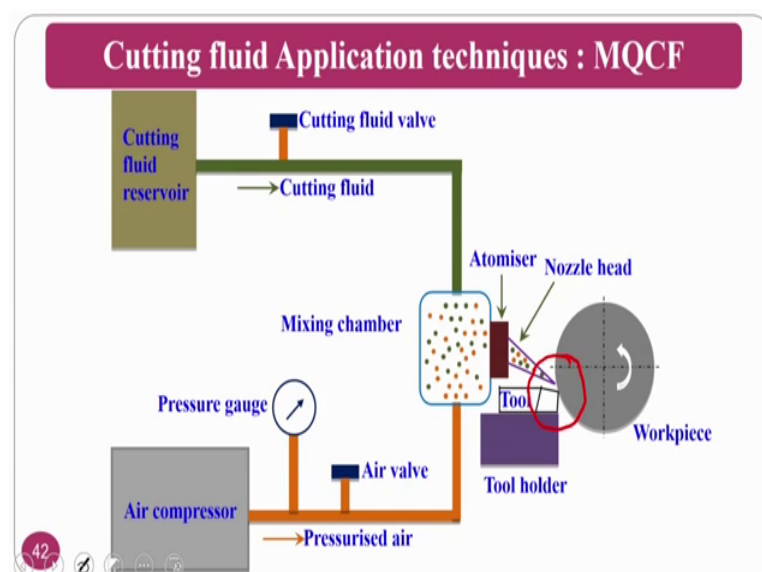 Cutting fluid Application techniques : MQCF
Cutting fluid valve
Cutting
fluid
reservoir
Cutting fluid
Atomiser
Nozzle head
Mixing chamber
Pressure gauge
Tool
Workpiece
Air valve
Tool holder
Air compressor
Pressurised air
42